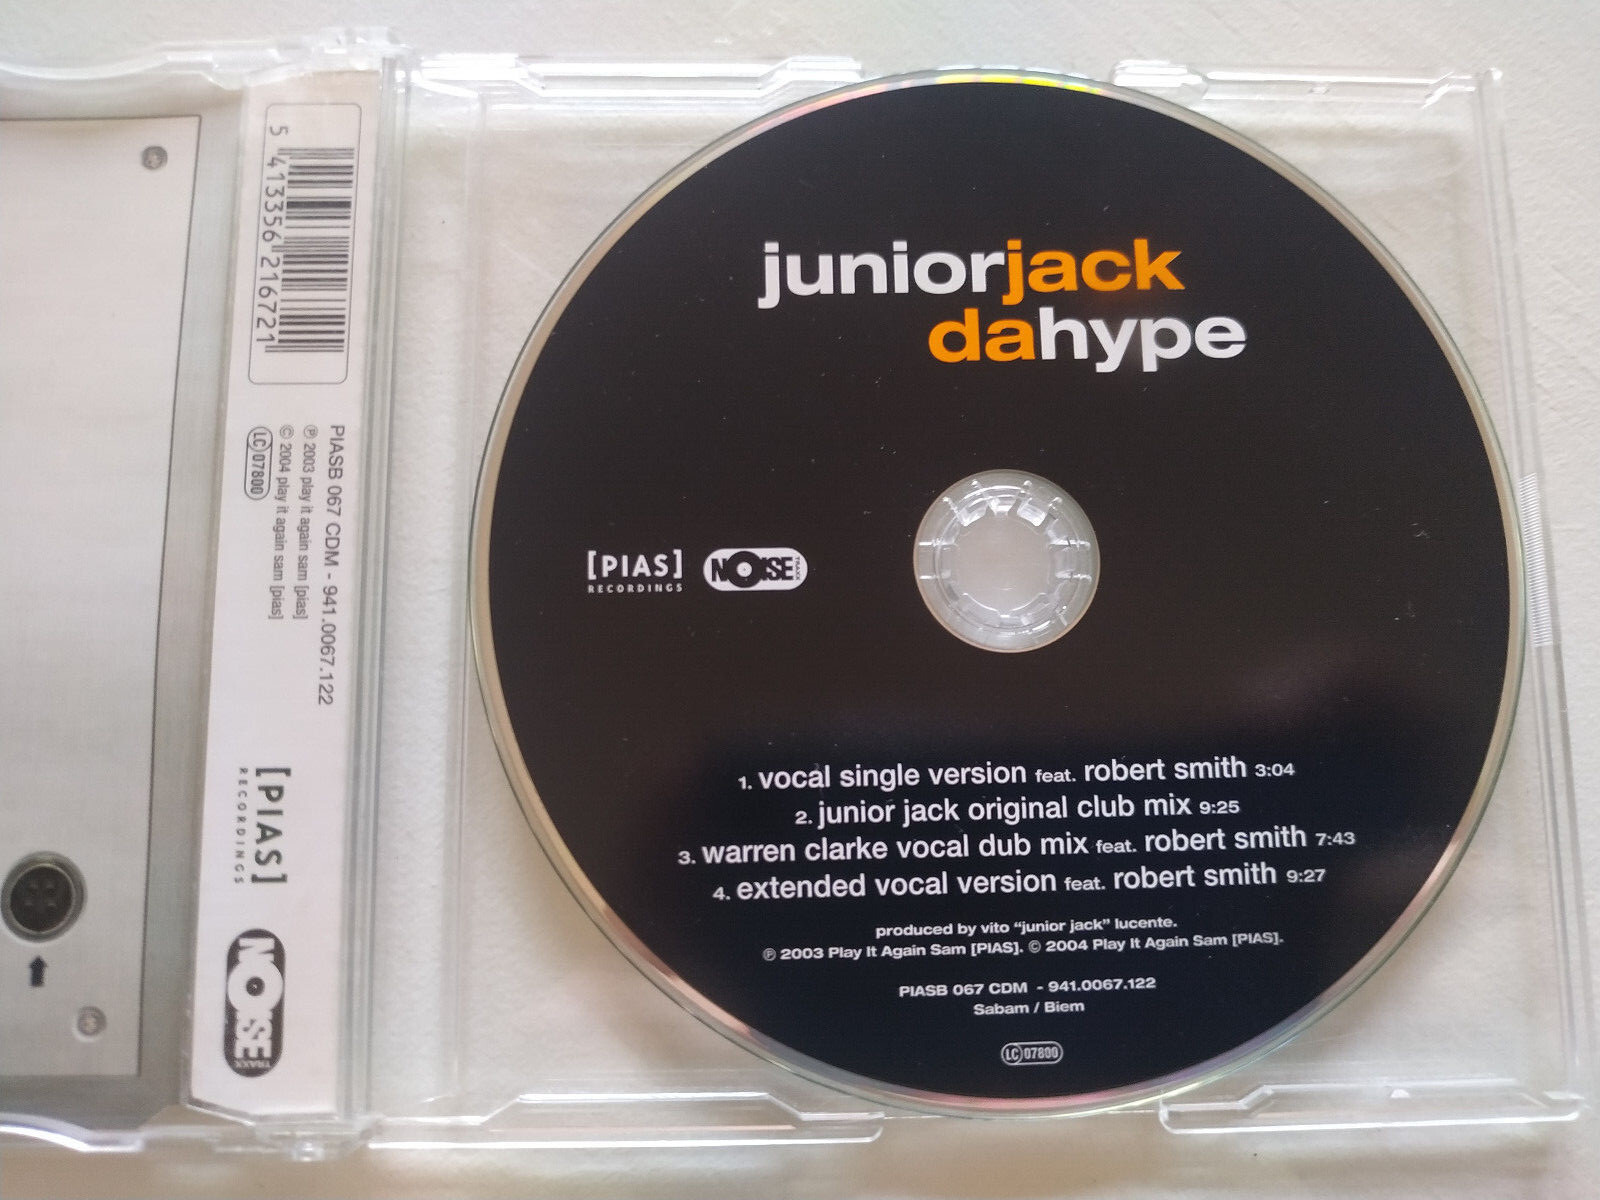 5 413356 216721
PIASB 067 CDM - 941.0067.122
℗ 2003 play it again sam [pias]
© 2004 play it again sam [pias]
LC 07800
[PIAS]
RECORDINGS
NOISE
TRAXX
juniorjack
dahype
[PIAS]
RECORDINGS
NOISE
TRAXX
1. vocal single version feat. robert smith 3:04
2. junior jack original club mix 9:25
3. warren clarke vocal dub mix feat. robert smith 7:43
4. extended vocal version feat. robert smith 9:27
produced by vito “junior jack” lucente.
℗ 2003 Play It Again Sam [PIAS]. © 2004 Play It Again Sam [PIAS].
PIASB 067 CDM - 941.0067.122
Sabam / Biem
LC 07800